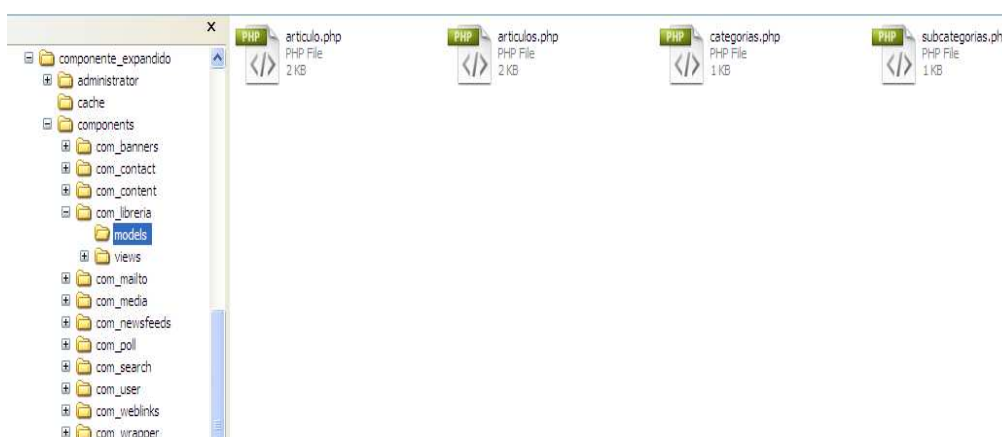 x
componente_expandido
administrator
cache
components
com_banners
com_contact
com_content
com_libreria
models
views
com_mailto
com_media
com_newsfeeds
com_poll
com_search
com_user
com_weblinks
com_wrapper
PHP
articulo.php
PHP File
2 KB
PHP
articulos.php
PHP File
2 KB
PHP
categorias.php
PHP File
1 KB
PHP
subcategorias.ph
PHP File
1 KB